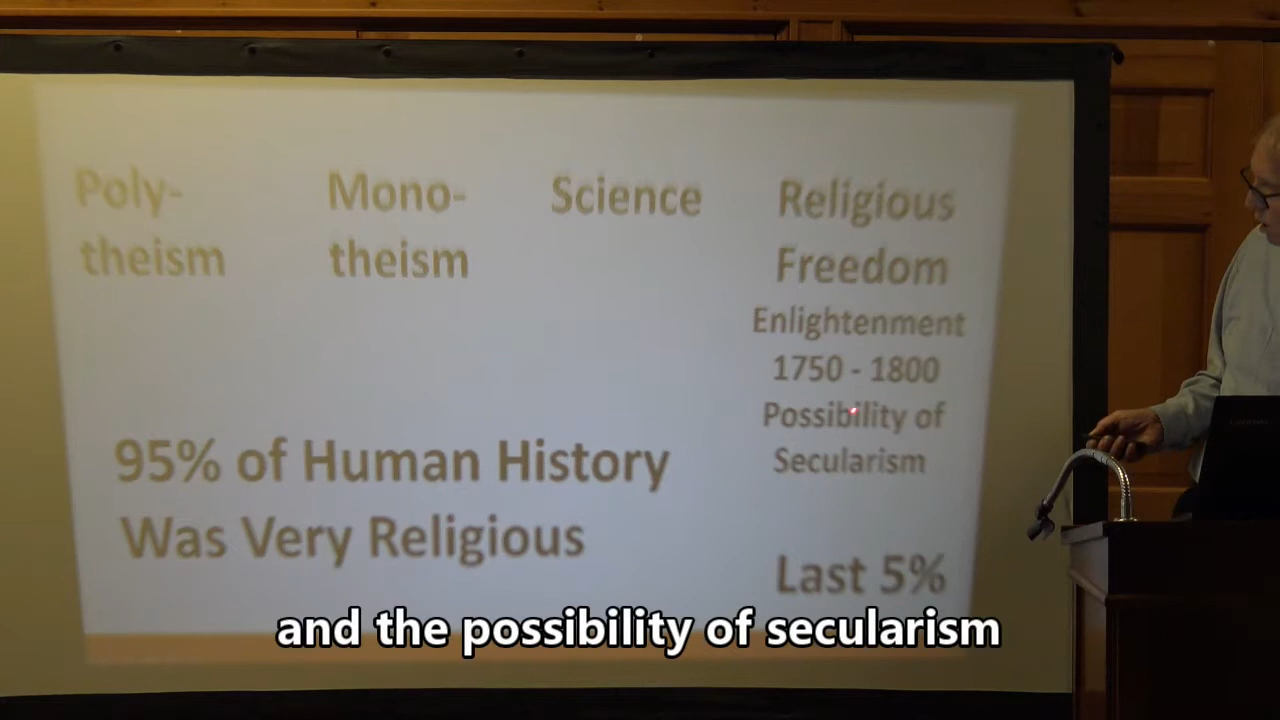 Poly-
theism
Mono-
theism
Science
Religious
Freedom
Enlightenment
1750 - 1800
Possibility of
Secularism
95% of Human History
Was Very Religious
Last 5%
and the possibility of secularism